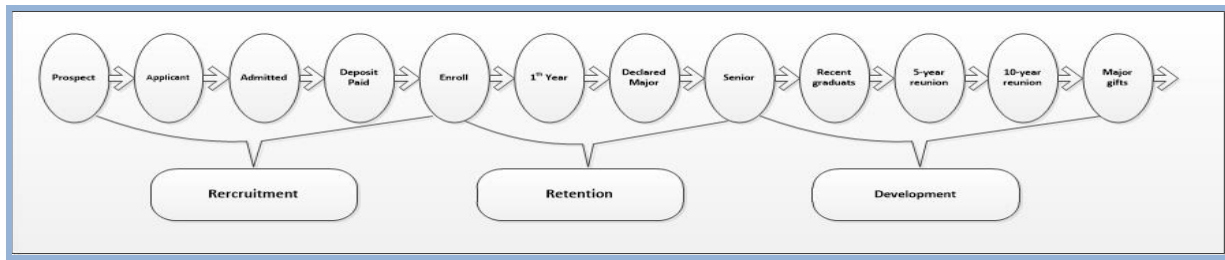 Prospect
Applicant
Admitted
Deposit
Paid
Enroll
1th Year
Declared
Major
Senior
Recent
graduats
5-year
reunion
10-year
reunion
Major
gifts
Rercruitment
Retention
Development